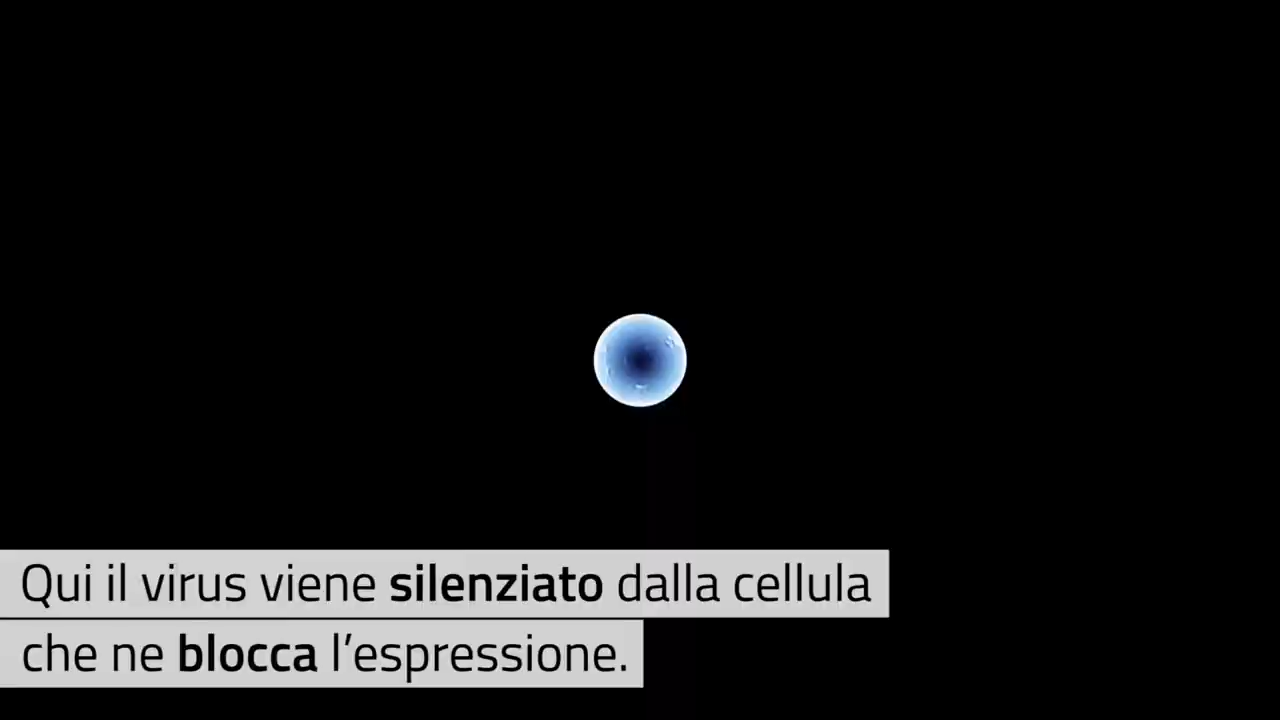 Qui il virus viene silenziato dalla cellula
che ne blocca l’espressione.